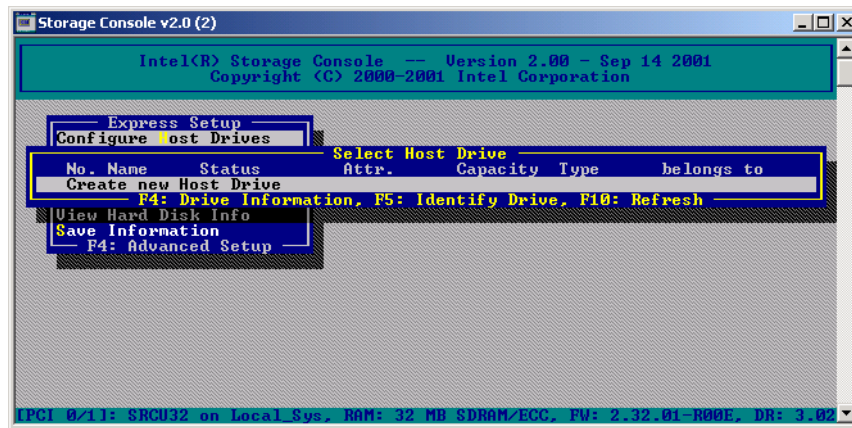 Storage Console v2.0 (2)
Intel(R) Storage Console -- Version 2.00 - Sep 14 2001
Copyright (C) 2000-2001 Intel Corporation
Express Setup
Configure Host Drives
Select Host Drive
No. Name Status Attr. Capacity Type belongs to
Create new Host Drive
F4: Drive Information, F5: Identify Drive, F10: Refresh
View Hard Disk Info
Save Information
F4: Advanced Setup
[PCI 0/1]: SRCU32 on Local_Sys, RAM: 32 MB SDRAM/ECC, FW: 2.32.01-R00E, DR: 3.02